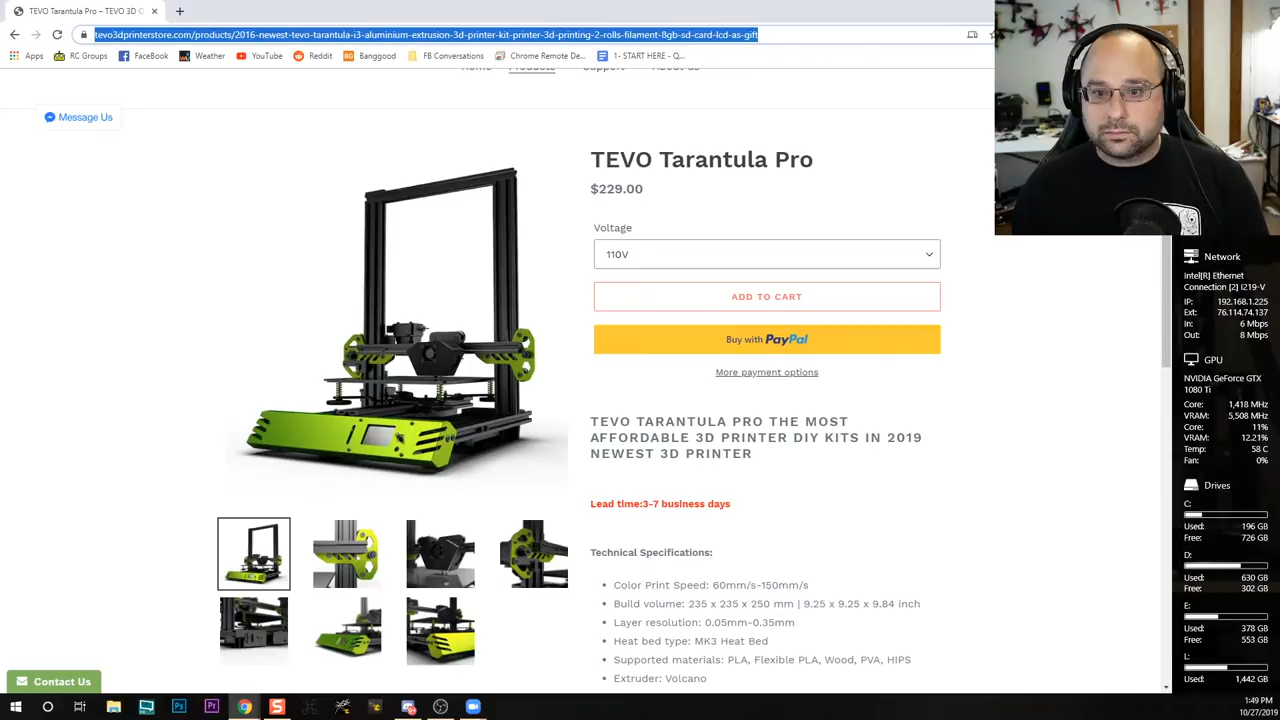 TEVO Tarantula Pro – TEVO 3D
tevo3dprinterstore.com/products/2016-newest-tevo-tarantula-i3-aluminium-extrusion-3d-printer-kit-printer-3d-printing-2-rolls-filament-8gb-sd-card-lcd-as-gift
Apps
RC Groups
FaceBook
Weather
YouTube
Reddit
Banggood
FB Conversations
Chrome Remote De...
1 - START HERE - Q...
Home
Products
Support
About us
Message Us
TEVO Tarantula Pro
$229.00
Voltage
110V
ADD TO CART
Buy with PayPal
More payment options
TEVO TARANTULA PRO THE MOST
AFFORDABLE 3D PRINTER DIY KITS IN 2019
NEWEST 3D PRINTER
Lead time:3-7 business days
Technical Specifications:
Color Print Speed: 60mm/s-150mm/s
Build volume: 235 x 235 x 250 mm | 9.25 x 9.25 x 9.84 inch
Layer resolution: 0.05mm-0.35mm
Heat bed type: MK3 Heat Bed
Supported materials: PLA, Flexible PLA, Wood, PVA, HIPS
Extruder: Volcano
Contact Us
Network
Intel[R] Ethernet
Connection [2] I219-V
IP: 192.168.1.225
Ext: 76.114.74.137
In: 6 Mbps
Out: 8 Mbps
GPU
NVIDIA GeForce GTX
1080 Ti
Core: 1,418 MHz
VRAM: 5,508 MHz
Core: 11%
VRAM: 12.21%
Temp: 58 C
Fan: 0%
Drives
C:
Used: 196 GB
Free: 726 GB
D:
Used: 630 GB
Free: 302 GB
E:
Used: 378 GB
Free: 553 GB
L:
Used: 1,442 GB
1:49 PM
10/27/2019